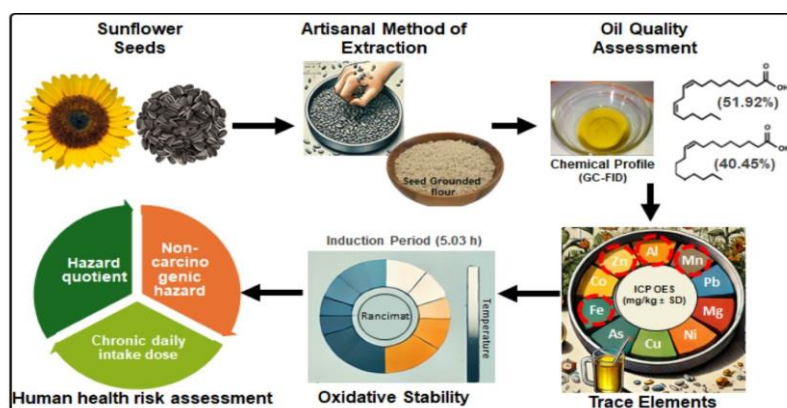 Sunflower
Seeds
Artisanal Method of
Extraction
Oil Quality
Assessment
Seed Grounded
flour
Chemical Profile
(GC-FID)
O
OH
(51.92%)
O
OH
(40.45%)
Hazard
quotient
Non-
carcino
genic
hazard
Chronic daily
intake dose
Human health risk assessment
Induction Period (5.03 h)
Rancimat
Temperature
Oxidative Stability
Zn
Al
Mn
Co
Pb
ICP OES
(mg/kg ± SD)
Fe
Mg
As
Cu
Ni
Trace Elements